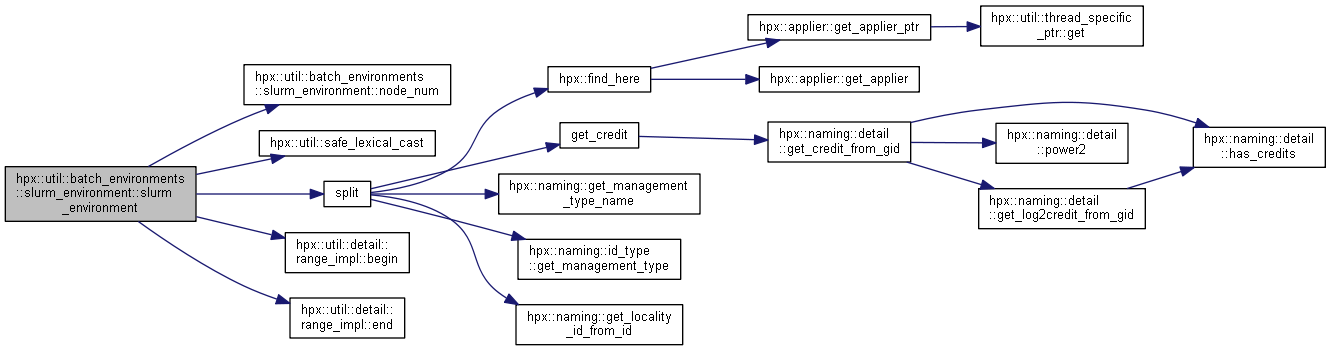 hpx::util::batch_environments
::slurm_environment::slurm
_environment
hpx::util::batch_environments
::slurm_environment::node_num
hpx::util::safe_lexical_cast
split
hpx::util::detail::
range_impl::begin
hpx::util::detail::
range_impl::end
hpx::find_here
get_credit
hpx::naming::get_management
_type_name
hpx::naming::id_type
::get_management_type
hpx::naming::get_locality
_id_from_id
hpx::applier::get_applier_ptr
hpx::applier::get_applier
hpx::naming::detail
::get_credit_from_gid
hpx::util::thread_specific
_ptr::get
hpx::naming::detail
::power2
hpx::naming::detail
::get_log2credit_from_gid
hpx::naming::detail
::has_credits